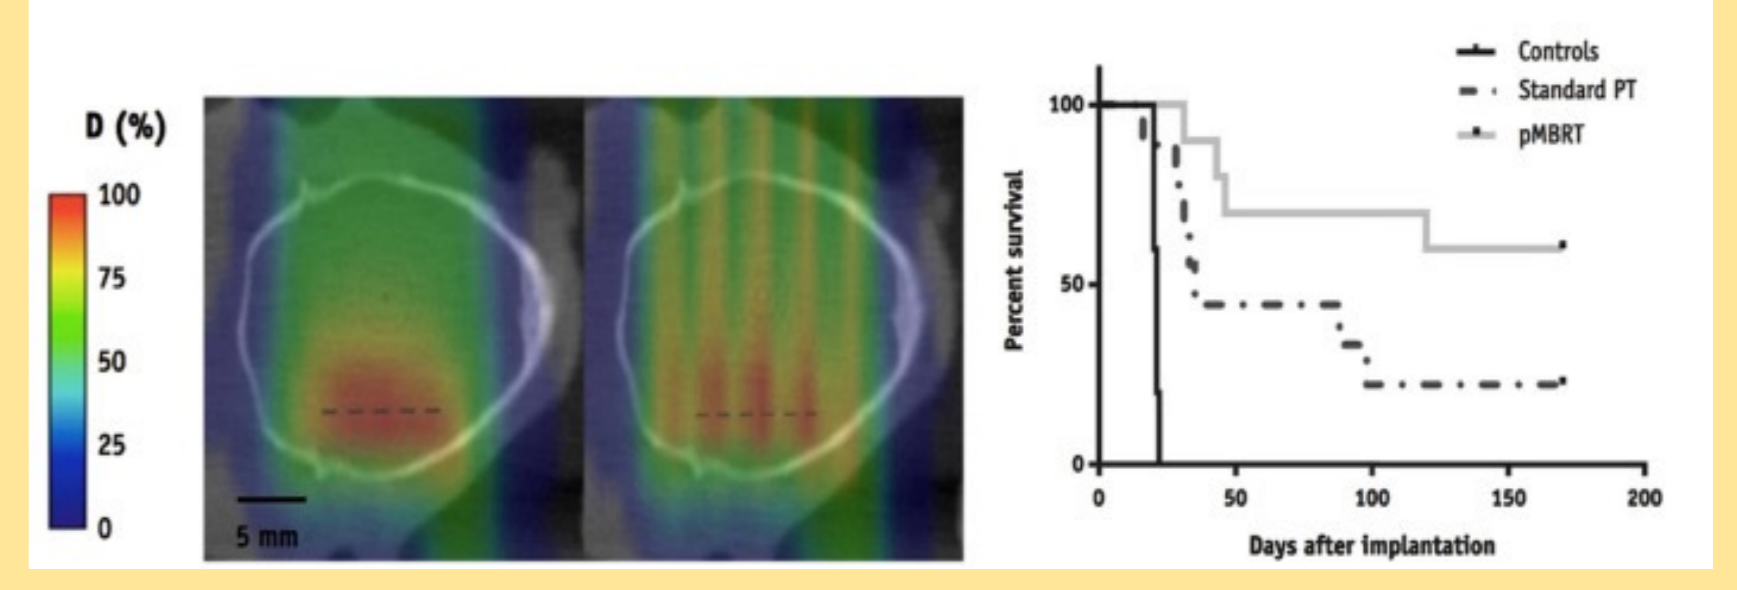 D (%)
100
75
50
25
0
5 mm
Controls
Standard PT
pMBRT
Percent survival
100
50
0
0 50 100 150 200
Days after implantation